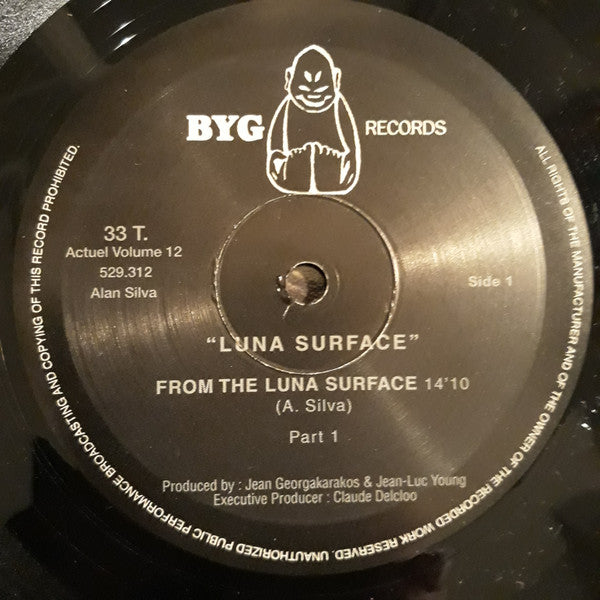 BYG RECORDS
33 T.
Actuel Volume 12
529.312
Alan Silva
Side 1
"LUNA SURFACE"
FROM THE LUNA SURFACE 14'10
(A. Silva)
Part 1
Produced by : Jean Georgakarakos & Jean-Luc Young
Executive Producer : Claude Delcloo
ALL RIGHTS OF THE MANUFACTURER AND OF THE OWNER OF THE RECORDED WORK RESERVED. UNAUTHORIZED PUBLIC PERFORMANCE BROADCASTING AND COPYING OF THIS RECORD PROHIBITED.